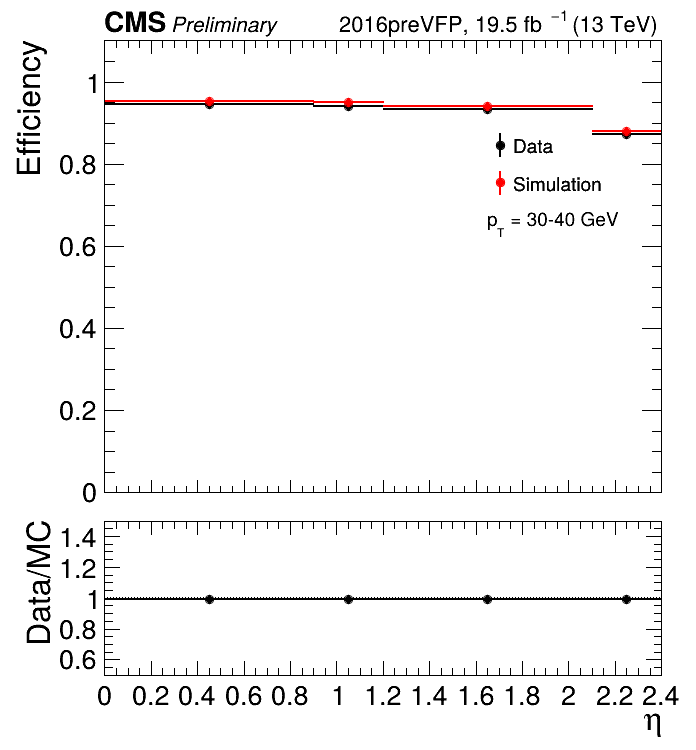 CMS Preliminary 2016preVFP, 19.5 fb⁻¹ (13 TeV)
Efficiency
1
0.8
0.6
0.4
0.2
0
Data
Simulation
p_T = 30-40 GeV
Data/MC
1.4
1.2
1
0.8
0.6
0 0.2 0.4 0.6 0.8 1 1.2 1.4 1.6 1.8 2 2.2 2.4
η